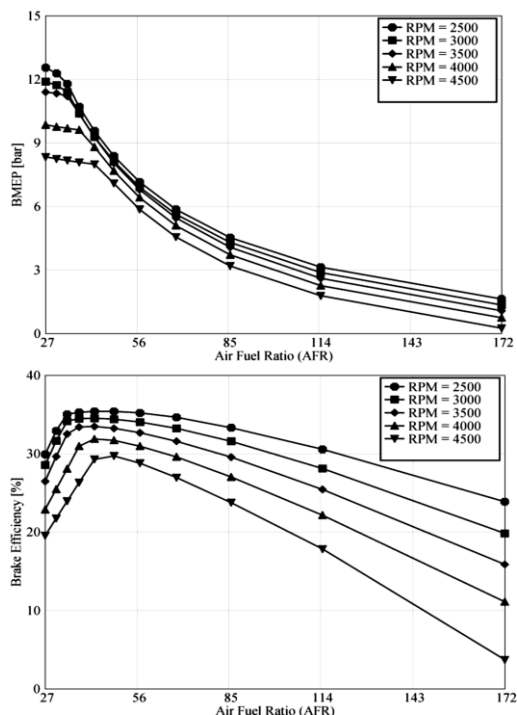 15
12
9
6
3
0
BMEP [bar]
RPM = 2500
RPM = 3000
RPM = 3500
RPM = 4000
RPM = 4500
27 56 85 114 143 172
Air Fuel Ratio (AFR)
40
30
20
10
0
Brake Efficiency [%]
RPM = 2500
RPM = 3000
RPM = 3500
RPM = 4000
RPM = 4500
27 56 85 114 143 172
Air Fuel Ratio (AFR)